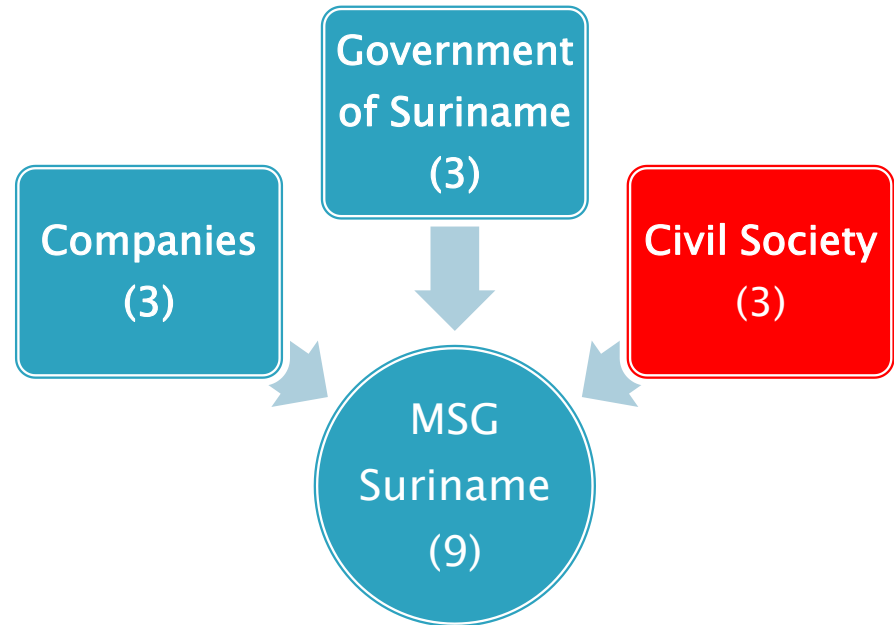 Government
of Suriname
(3)
Companies
(3)
Civil Society
(3)
MSG
Suriname
(9)